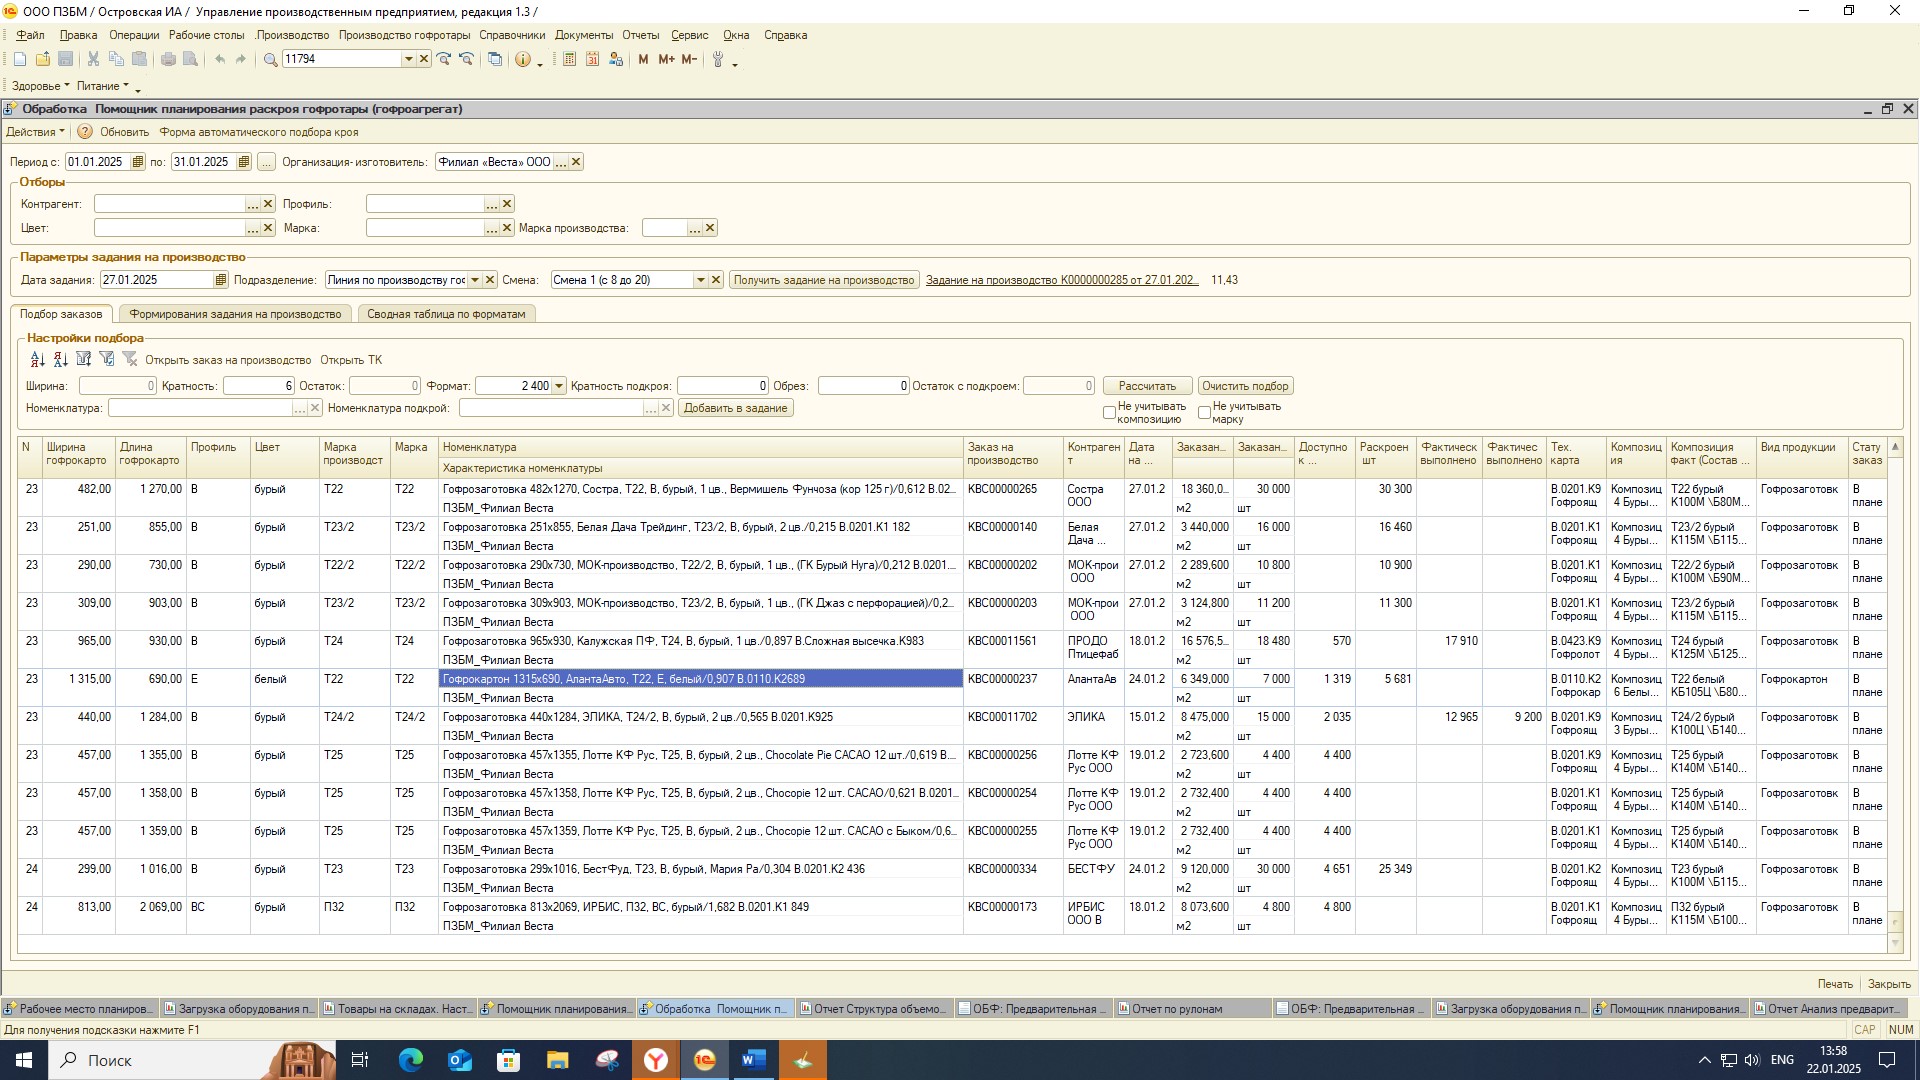 ООО ПЗБМ / Островская ИА / Управление производственным предприятием, редакция 1.3 /
Файл Правка Операции Рабочие столы .Производство Производство гофротары Справочники Документы Отчеты Сервис Окна Справка
11794 M M+ M-
Здоровье Питание
Обработка Помощник планирования раскроя гофротары (гофроагрегат)
Действия Обновить Форма автоматического подбора кроя
Период с: 01.01.2025 по: 31.01.2025 ... Организация-изготовитель: Филиал «Веста» ООО ...
Отборы
Контрагент: ... Профиль: ...
Цвет: ... Марка: ... Марка производства: ...
Параметры задания на производство
Дата задания: 27.01.2025 Подразделение: Линия по производству гос Смена: Смена 1 (с 8 до 20) Получить задание на производство Задание на производство К0000000285 от 27.01.202... 11,43
Подбор заказов Формирования задания на производство Сводная таблица по форматам
Настройки подбора
Открыть заказ на производство Открыть ТК
Ширина: 0 Кратность: 6 Остаток: 0 Формат: 2 400 Кратность подкроя: 0 Обрез: 0 Остаток с подкроем: 0 Рассчитать Очистить подбор
Номенклатура: ... Номенклатура подкрой: ... Добавить в задание Не учитывать композицию Не учитывать марку
N Ширина гофрокарто Длина гофрокарто Профиль Цвет Марка производст Марка Номенклатура Заказ на производство Контрагент Дата на ... Заказан... Заказан... Доступно к ... Раскроен шт Фактическ выполнено Фактичес выполнено Тех. карта Композиция Композиция факт (Состав ... Вид продукции Стату заказ
Характеристика номенклатуры
23 482,00 1 270,00 B бурый T22 T22 Гофрозаготовка 482x1270, Состра, Т22, В, бурый, 1 цв., Вермишель Фунчоза (кор 125 г)/0,612 В.02... КВС00000265 Состра ООО 27.01.2 18 360,0... 30 000 30 300 В.0201.К9 Гофроящ Композиц 4 Буры... Т22 бурый К100М \Б80М... Гофрозаготовк В плане
ПЗБМ_Филиал Веста м2 шт
23 251,00 855,00 B бурый T23/2 T23/2 Гофрозаготовка 251x855, Белая Дача Трейдинг, Т23/2, В, бурый, 2 цв./0,215 В.0201.К1 182 КВС00000140 Белая Дача ... 27.01.2 3 440,000 16 000 16 460 В.0201.К1 Гофроящ Композиц 4 Буры... Т23/2 бурый К115М \Б115... Гофрозаготовк В плане
ПЗБМ_Филиал Веста м2 шт
23 290,00 730,00 B бурый T22/2 T22/2 Гофрозаготовка 290x730, МОК-производство, Т22/2, В, бурый, 1 цв., (ГК Бурый Нуга)/0,212 В.0201.... КВС00000202 МОК-прои ООО 27.01.2 2 289,600 10 800 10 900 В.0201.К1 Гофроящ Композиц 4 Буры... Т22/2 бурый К100М \Б90М... Гофрозаготовк В плане
ПЗБМ_Филиал Веста м2 шт
23 309,00 903,00 B бурый T23/2 T23/2 Гофрозаготовка 309x903, МОК-производство, Т23/2, В, бурый, 1 цв., (ГК Джаз с перфорацией)/0,2... КВС00000203 МОК-прои ООО 27.01.2 3 124,800 11 200 11 300 В.0201.К1 Гофроящ Композиц 4 Буры... Т23/2 бурый К115М \Б115... Гофрозаготовк В плане
ПЗБМ_Филиал Веста м2 шт
23 965,00 930,00 B бурый T24 T24 Гофрозаготовка 965x930, Калужская ПФ, Т24, В, бурый, 1 цв./0,897 В.Сложная высечка.К983 КВС00011561 ПРОДО Птицефаб 18.01.2 16 576,5... 18 480 570 17 910 В.0423.К9 Гофролот Композиц 4 Буры... Т24 бурый К125М \Б125... Гофрозаготовк В плане
ПЗБМ_Филиал Веста м2 шт
23 1 315,00 690,00 E белый T22 T22 Гофрокартон 1315x690, АлантаАвто, Т22, Е, белый/0,907 В.0110.К2689 КВС00000237 АлантаАв 24.01.2 6 349,000 7 000 1 319 5 681 В.0110.К2 Гофрокар Композиц 6 Белы... Т22 белый КБ105Ц \Б80... Гофрокартон В плане
ПЗБМ_Филиал Веста м2 шт
23 440,00 1 284,00 B бурый T24/2 T24/2 Гофрозаготовка 440x1284, ЭЛИКА, Т24/2, В, бурый, 2 цв./0,565 В.0201.К925 КВС00011702 ЭЛИКА 15.01.2 8 475,000 15 000 2 035 12 965 9 200 В.0201.К9 Гофроящ Композиц 3 Буры... Т24/2 бурый К100Ц \Б140... Гофрозаготовк В плане
ПЗБМ_Филиал Веста м2 шт
23 457,00 1 355,00 B бурый T25 T25 Гофрозаготовка 457x1355, Лотте КФ Рус, Т25, В, бурый, 2 цв., Chocolate Pie CACAO 12 шт./0,619 В.... КВС00000256 Лотте КФ Рус ООО 19.01.2 2 723,600 4 400 4 400 В.0201.К9 Гофроящ Композиц 4 Буры... Т25 бурый К140М \Б140... Гофрозаготовк В плане
ПЗБМ_Филиал Веста м2 шт
23 457,00 1 358,00 B бурый T25 T25 Гофрозаготовка 457x1358, Лотте КФ Рус, Т25, В, бурый, 2 цв., Chocopie 12 шт. CACAO/0,621 В.0201... КВС00000254 Лотте КФ Рус ООО 19.01.2 2 732,400 4 400 4 400 В.0201.К1 Гофроящ Композиц 4 Буры... Т25 бурый К140М \Б140... Гофрозаготовк В плане
ПЗБМ_Филиал Веста м2 шт
23 457,00 1 359,00 B бурый T25 T25 Гофрозаготовка 457x1359, Лотте КФ Рус, Т25, В, бурый, 2 цв., Chocopie 12 шт. CACAO с Быком/0,6... КВС00000255 Лотте КФ Рус ООО 19.01.2 2 732,400 4 400 4 400 В.0201.К1 Гофроящ Композиц 4 Буры... Т25 бурый К140М \Б140... Гофрозаготовк В плане
ПЗБМ_Филиал Веста м2 шт
24 299,00 1 016,00 B бурый T23 T23 Гофрозаготовка 299x1016, БестФуд, Т23, В, бурый, Мария Ра/0,304 В.0201.К2 436 КВС00000334 БЕСТФУ 24.01.2 9 120,000 30 000 4 651 25 349 В.0201.К2 Гофроящ Композиц 4 Буры... Т23 бурый К100М \Б115... Гофрозаготовк В плане
ПЗБМ_Филиал Веста м2 шт
24 813,00 2 069,00 BC бурый П32 П32 Гофрозаготовка 813x2069, ИРБИС, П32, ВС, бурый/1,682 В.0201.К1 849 КВС00000173 ИРБИС ООО В 18.01.2 8 073,600 4 800 4 800 В.0201.К1 Гофроящ Композиц 4 Буры... П32 бурый К115М \Б100... Гофрозаготовк В плане
ПЗБМ_Филиал Веста м2 шт
Печать Закрыть
Рабочее место планиров... Загрузка оборудования п... Товары на складах. Наст... Помощник планирования... Обработка Помощник п... Отчет Структура объемо... ОБФ: Предварительная ... Отчет по рулонам ОБФ: Предварительная ... Загрузка оборудования п... Помощник планирования... Отчет Анализ предварит...
Для получения подсказки нажмите F1 CAP NUM
Поиск ENG 13:58
22.01.2025